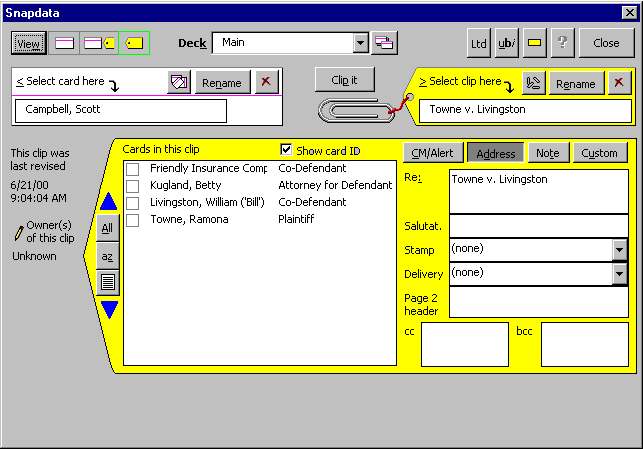 Snapdata
View
Deck Main
Ltd ubi ? Close
< Select card here Rename
Clip it
> Select clip here Rename
Campbell, Scott
Towne v. Livingston
This clip was
last revised
6/21/00
9:04:04 AM
Owner(s)
of this clip
Unknown
All
az
Cards in this clip Show card ID
Friendly Insurance Comp Co-Defendant
Kugland, Betty Attorney for Defendant
Livingston, William ('Bill') Co-Defendant
Towne, Ramona Plaintiff
CM/Alert Address Note Custom
Re: Towne v. Livingston
Salutat.
Stamp (none)
Delivery (none)
Page 2
header
cc bcc